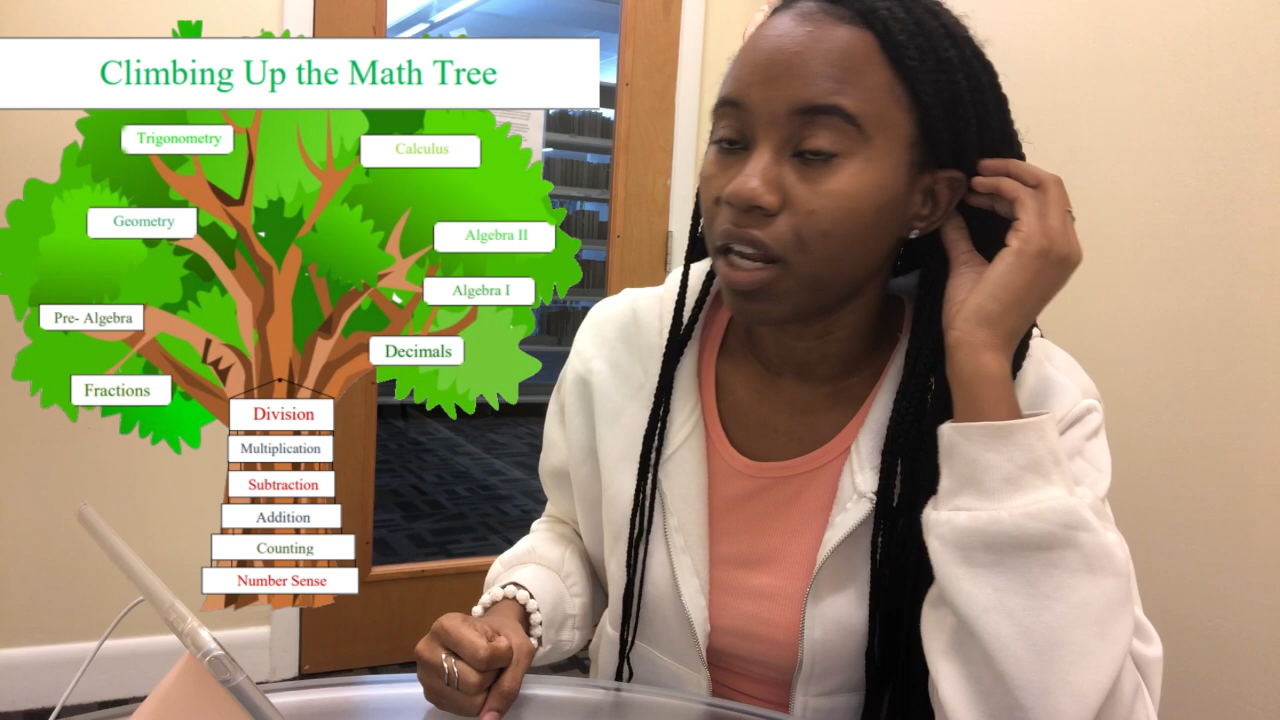 Climbing Up the Math Tree
Trigonometry
Calculus
Geometry
Algebra II
Algebra I
Pre- Algebra
Decimals
Fractions
Division
Multiplication
Subtraction
Addition
Counting
Number Sense